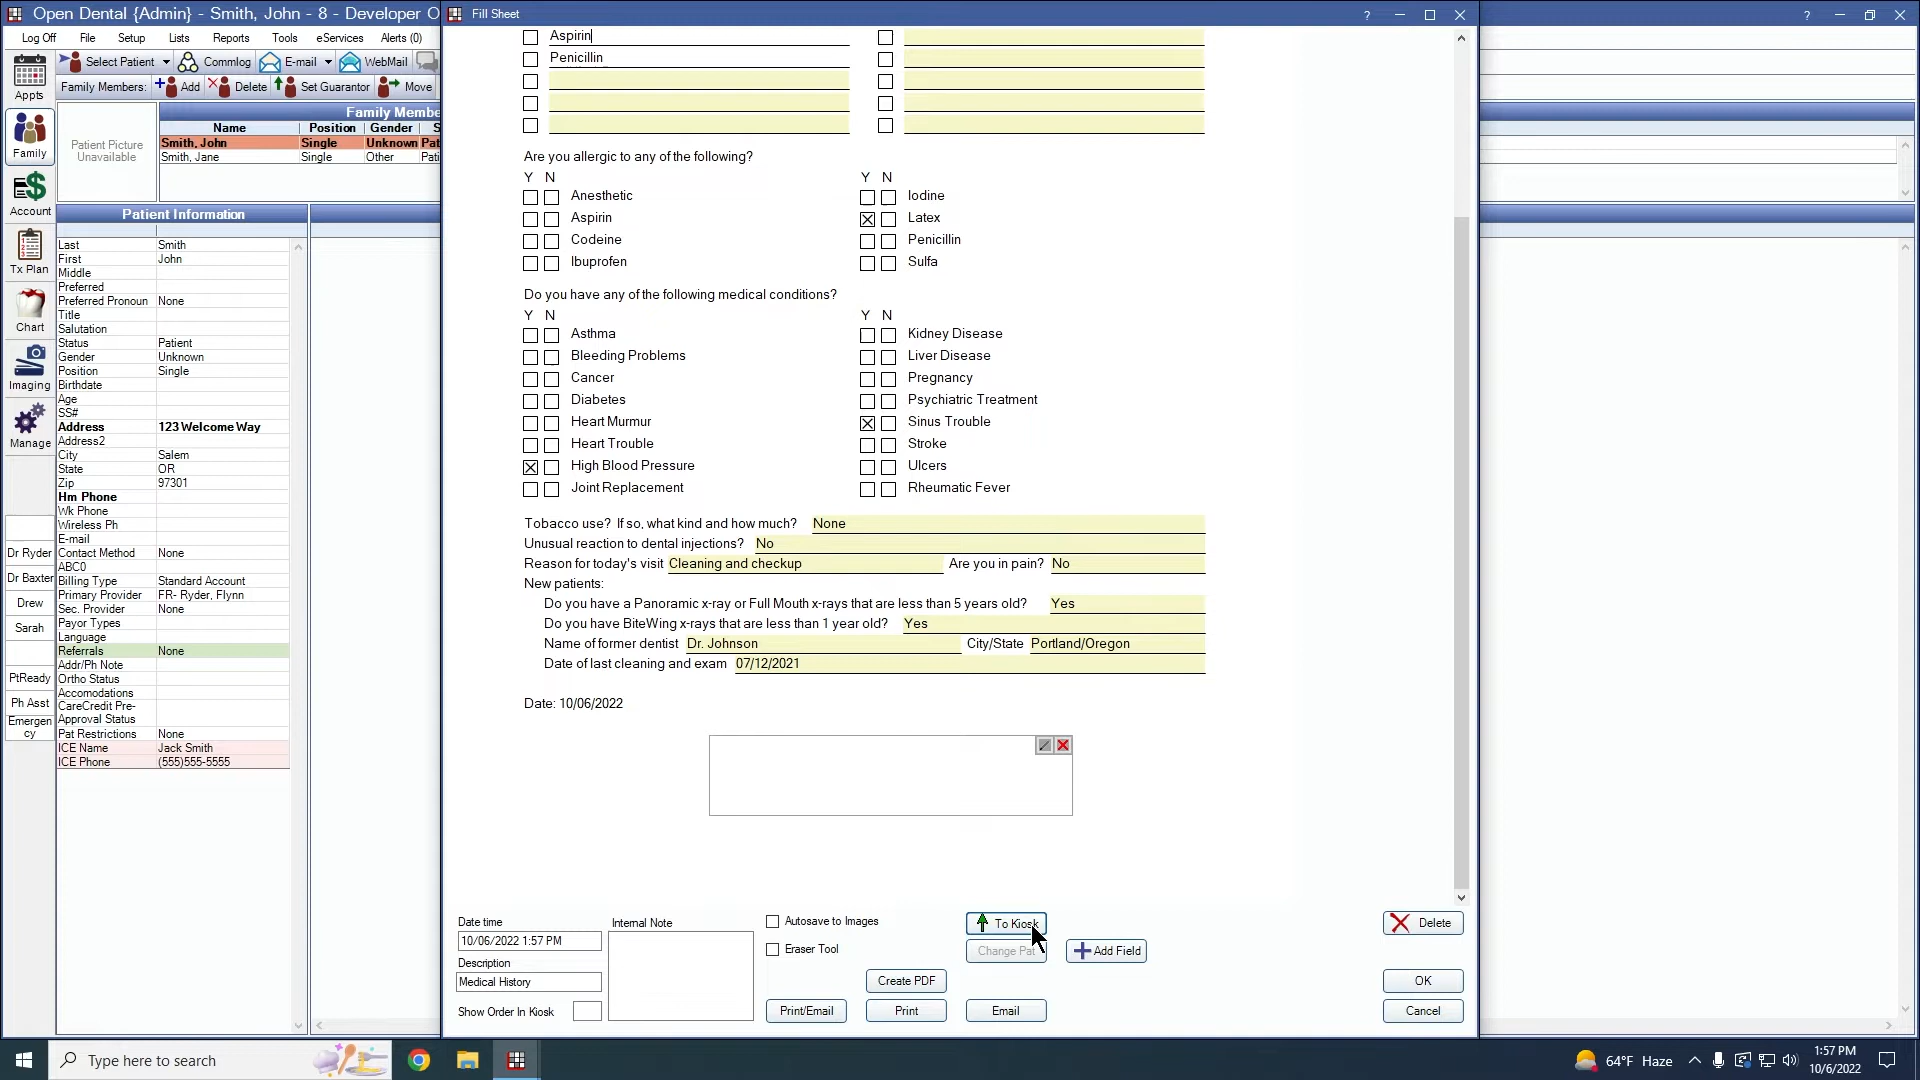 Open Dental {Admin} - Smith, John - 8 - Developer O
Fill Sheet
Log Off File Setup Lists Reports Tools eServices Alerts (0)
Select Patient Commlog E-mail WebMail
Family Members: Add Delete Set Guarantor Move
Appts
Family
Account
Tx Plan
Chart
Imaging
Manage
Dr Ryder
Dr Baxter
Drew
Sarah
PtReady
Ph Asst
Emergen
cy
Patient Picture
Unavailable
Family Membe
Name Position Gender S
Smith, John Single Unknown Pat
Smith, Jane Single Other Pati
Patient Information
Last Smith
First John
Middle
Preferred
Preferred Pronoun None
Title
Salutation
Status Patient
Gender Unknown
Position Single
Birthdate
Age
SS#
Address 123 Welcome Way
Address2
City Salem
State OR
Zip 97301
Hm Phone
Wk Phone
Wireless Ph
E-mail
Contact Method None
ABC0
Billing Type Standard Account
Primary Provider FR- Ryder, Flynn
Sec. Provider None
Payor Types
Language
Referrals None
Addr/Ph Note
Ortho Status
Accomodations
CareCredit Pre-
Approval Status
Pat Restrictions None
ICE Name Jack Smith
ICE Phone (555)555-5555
Aspirin
Penicillin
Are you allergic to any of the following?
Y N Y N
Anesthetic Iodine
Aspirin Latex
Codeine Penicillin
Ibuprofen Sulfa
Do you have any of the following medical conditions?
Y N Y N
Asthma Kidney Disease
Bleeding Problems Liver Disease
Cancer Pregnancy
Diabetes Psychiatric Treatment
Heart Murmur Sinus Trouble
Heart Trouble Stroke
High Blood Pressure Ulcers
Joint Replacement Rheumatic Fever
Tobacco use? If so, what kind and how much? None
Unusual reaction to dental injections? No
Reason for today's visit Cleaning and checkup Are you in pain? No
New patients:
Do you have a Panoramic x-ray or Full Mouth x-rays that are less than 5 years old? Yes
Do you have BiteWing x-rays that are less than 1 year old? Yes
Name of former dentist Dr. Johnson City/State Portland/Oregon
Date of last cleaning and exam 07/12/2021
Date: 10/06/2022
Date time
10/06/2022 1:57 PM
Description
Medical History
Show Order In Kiosk
Internal Note
Autosave to Images
Eraser Tool
To Kiosk
Change Pat
Add Field
Create PDF
Print/Email
Print
Email
Delete
OK
Cancel
Type here to search
64°F Haze
1:57 PM
10/6/2022